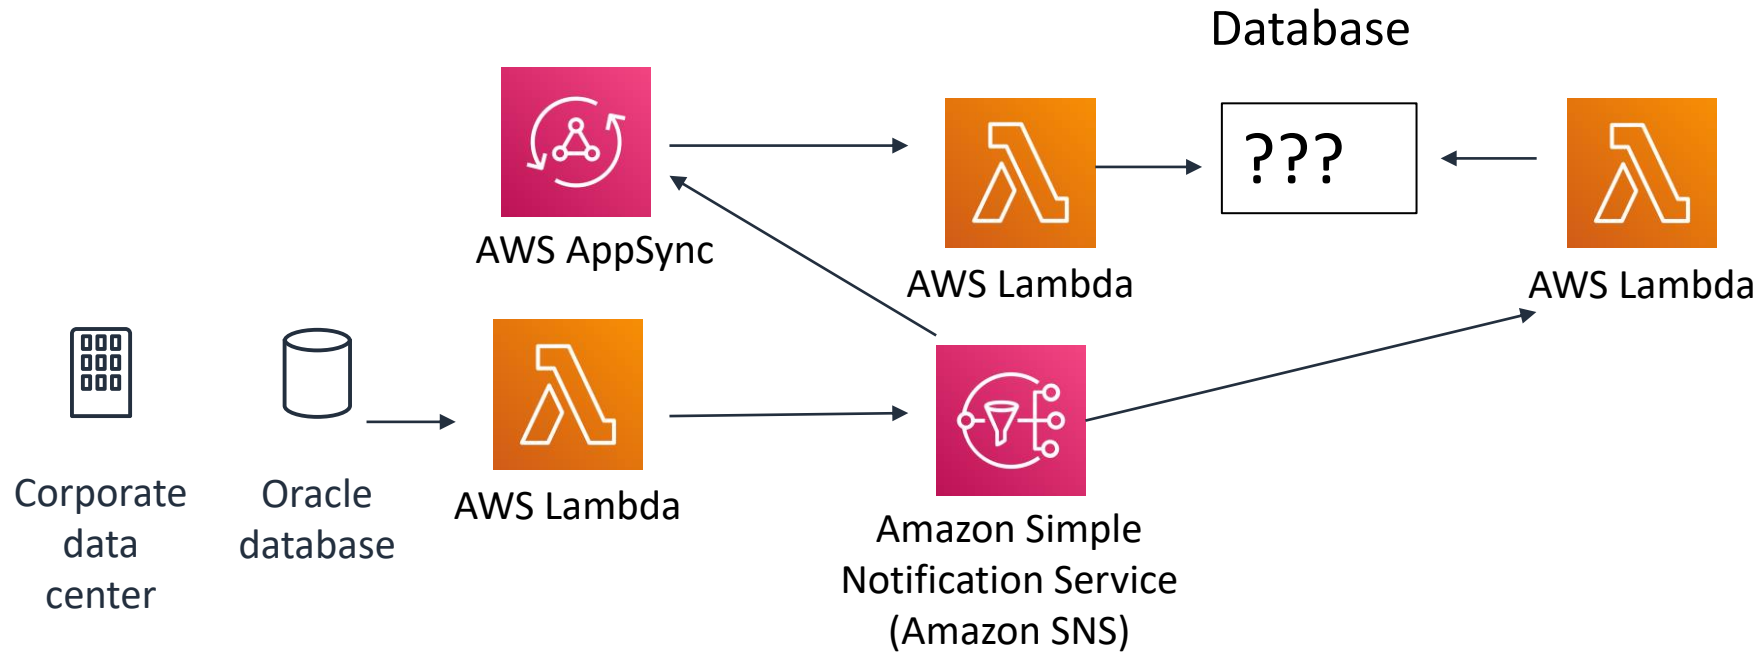 Database
???
AWS AppSync
AWS Lambda
AWS Lambda
Corporate
data
center
Oracle
database
AWS Lambda
Amazon Simple
Notification Service
(Amazon SNS)